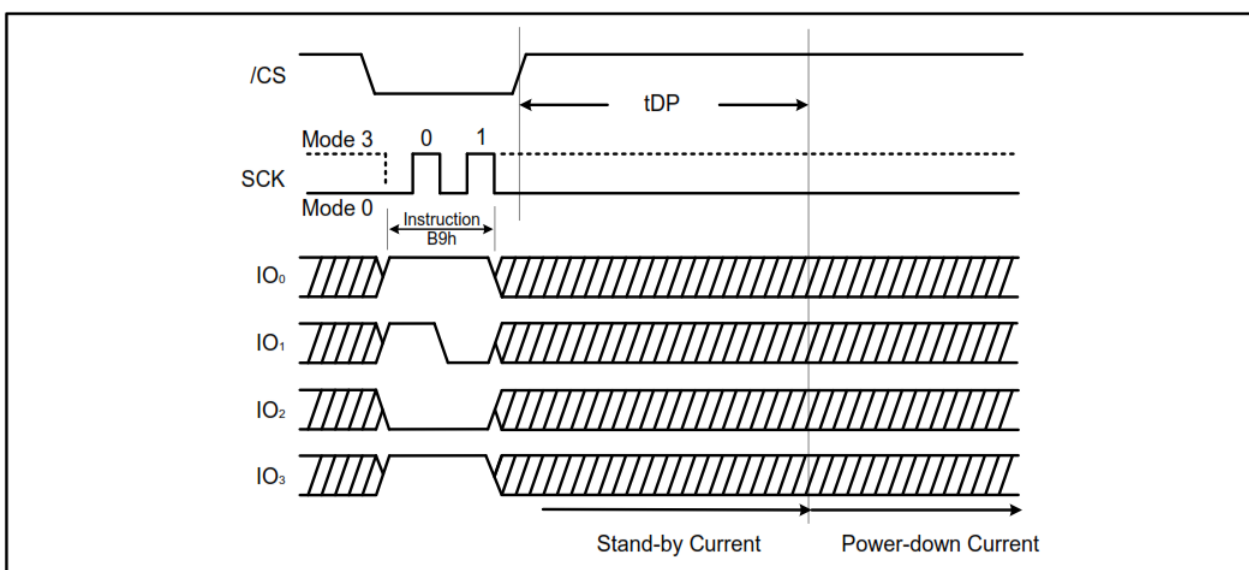 /CS
tDP
Mode 3 0 1
SCK
Mode 0
Instruction
B9h
IO₀
IO₁
IO₂
IO₃
Stand-by Current Power-down Current